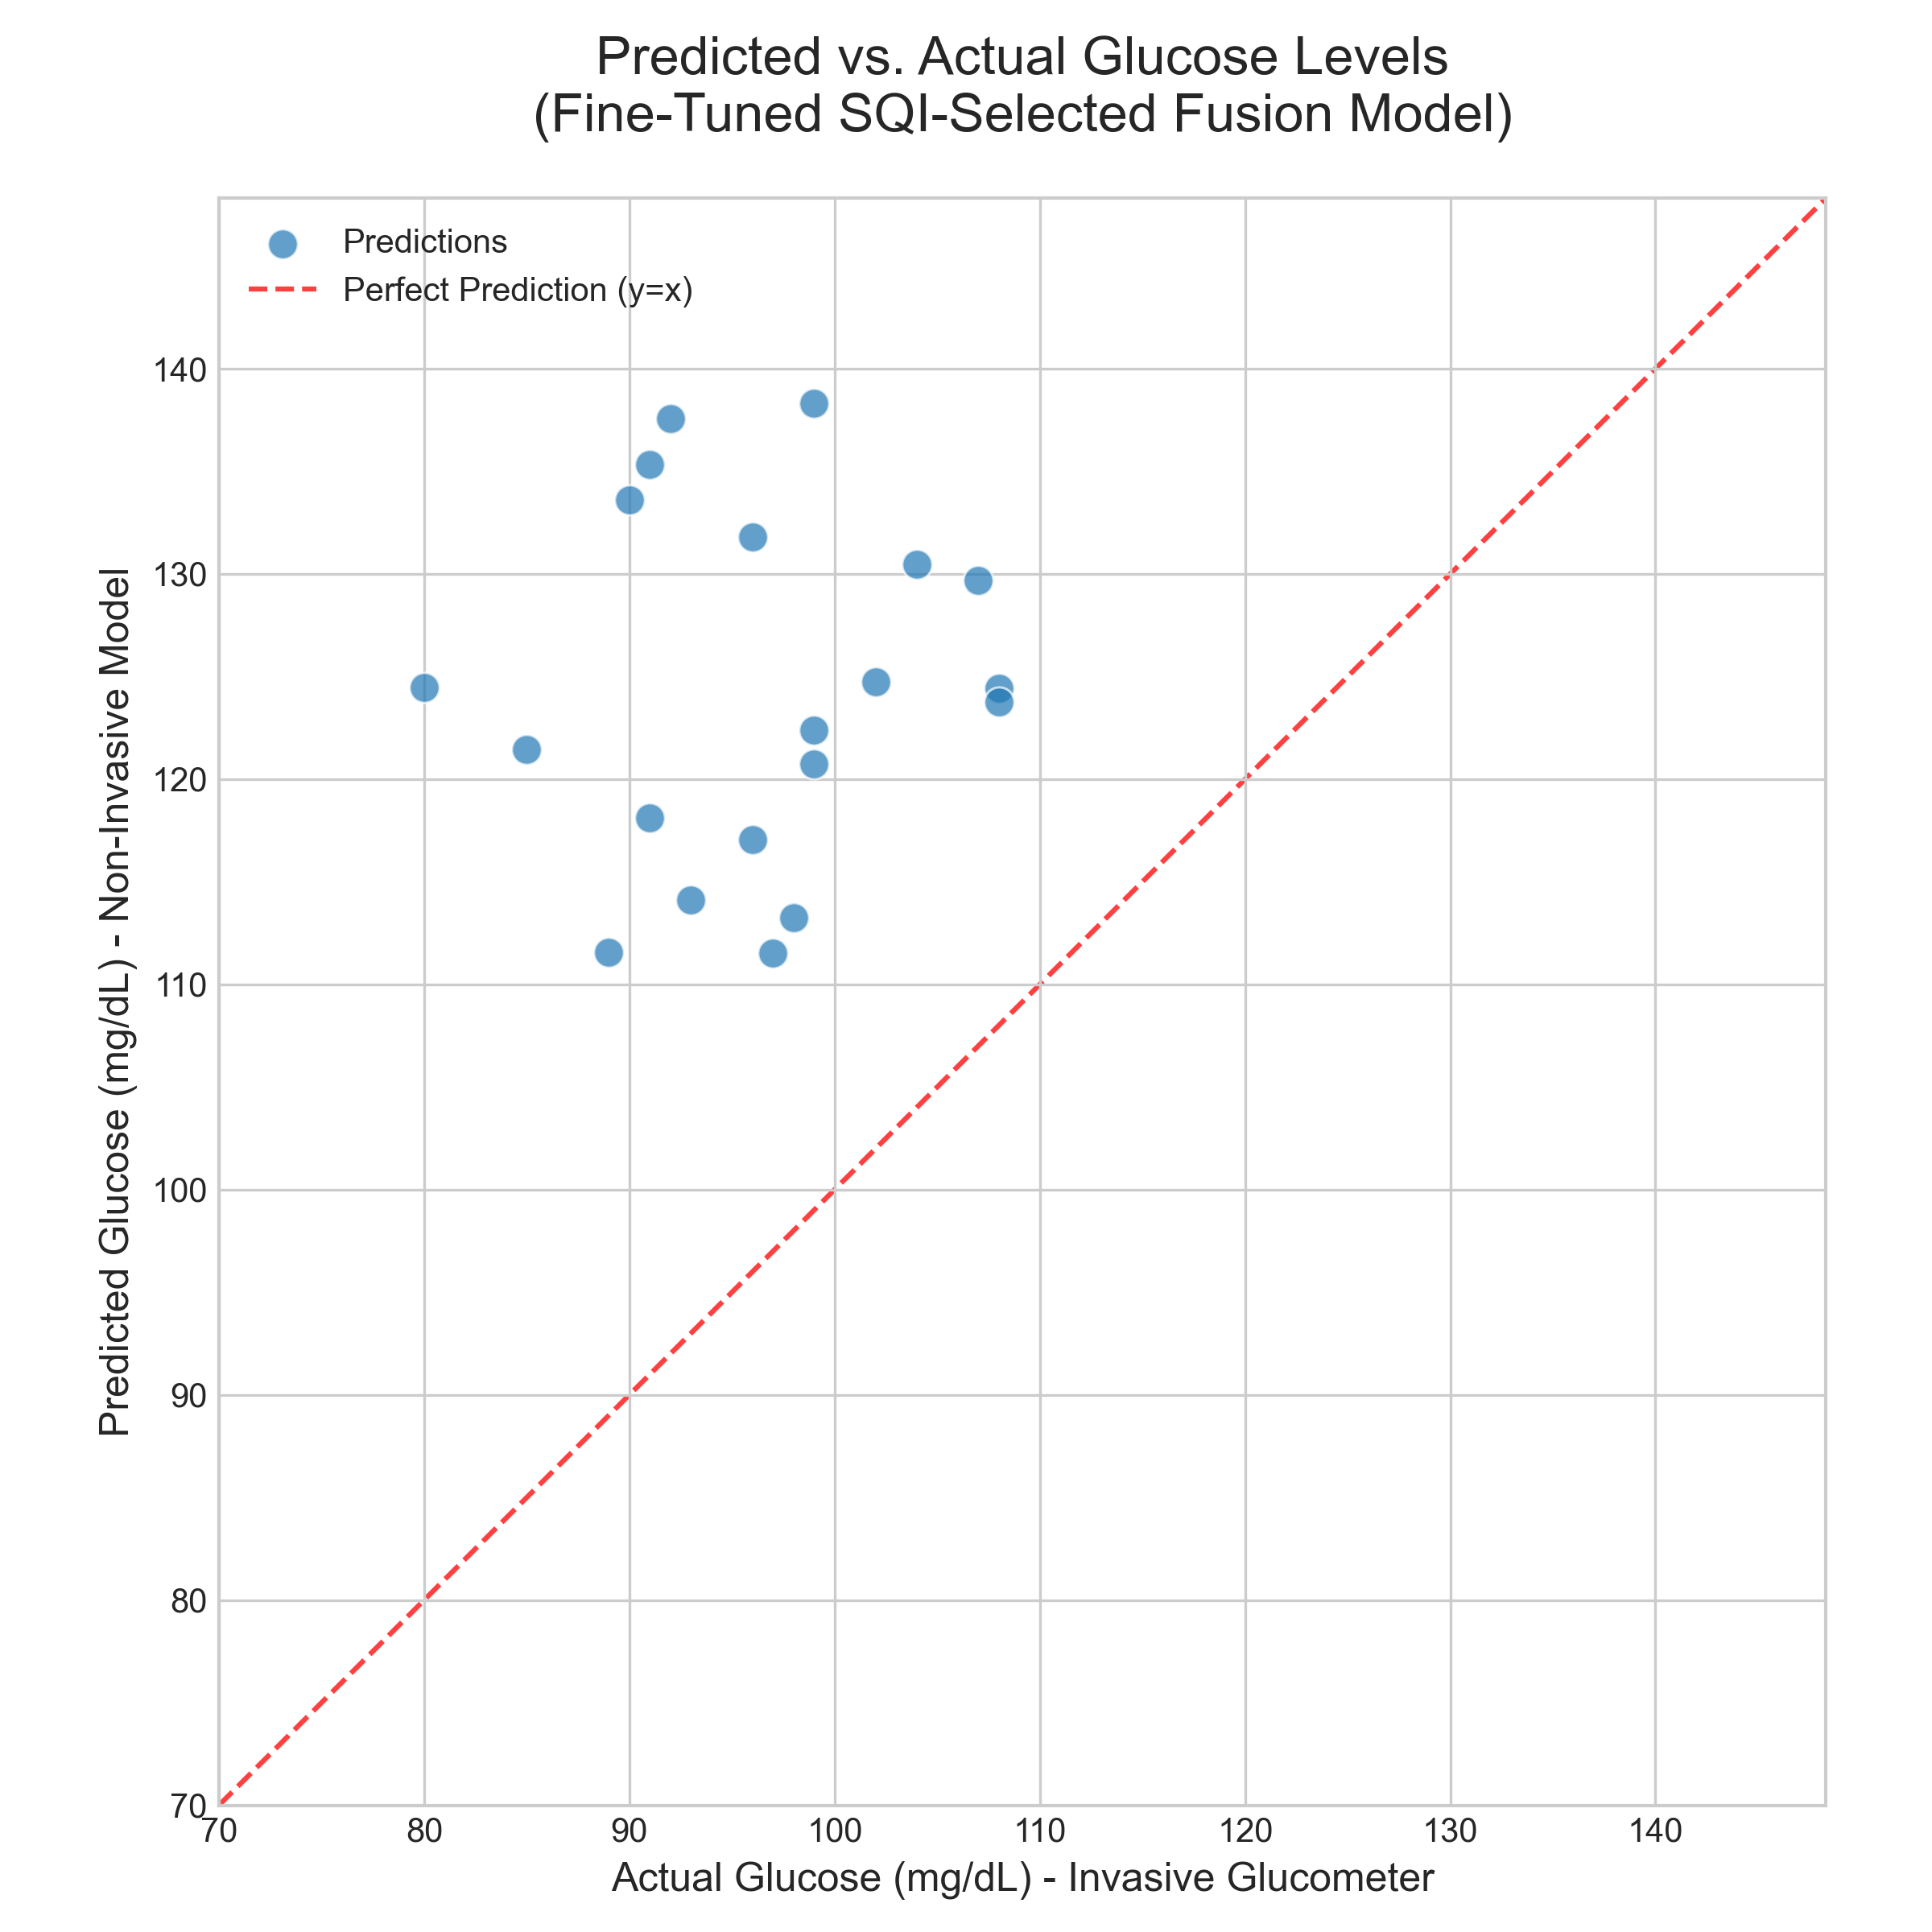 Predicted vs. Actual Glucose Levels
(Fine-Tuned SQI-Selected Fusion Model)
Predictions
Perfect Prediction (y=x)
Predicted Glucose (mg/dL) - Non-Invasive Model
140
130
120
110
100
90
80
70
70 80 90 100 110 120 130 140
Actual Glucose (mg/dL) - Invasive Glucometer